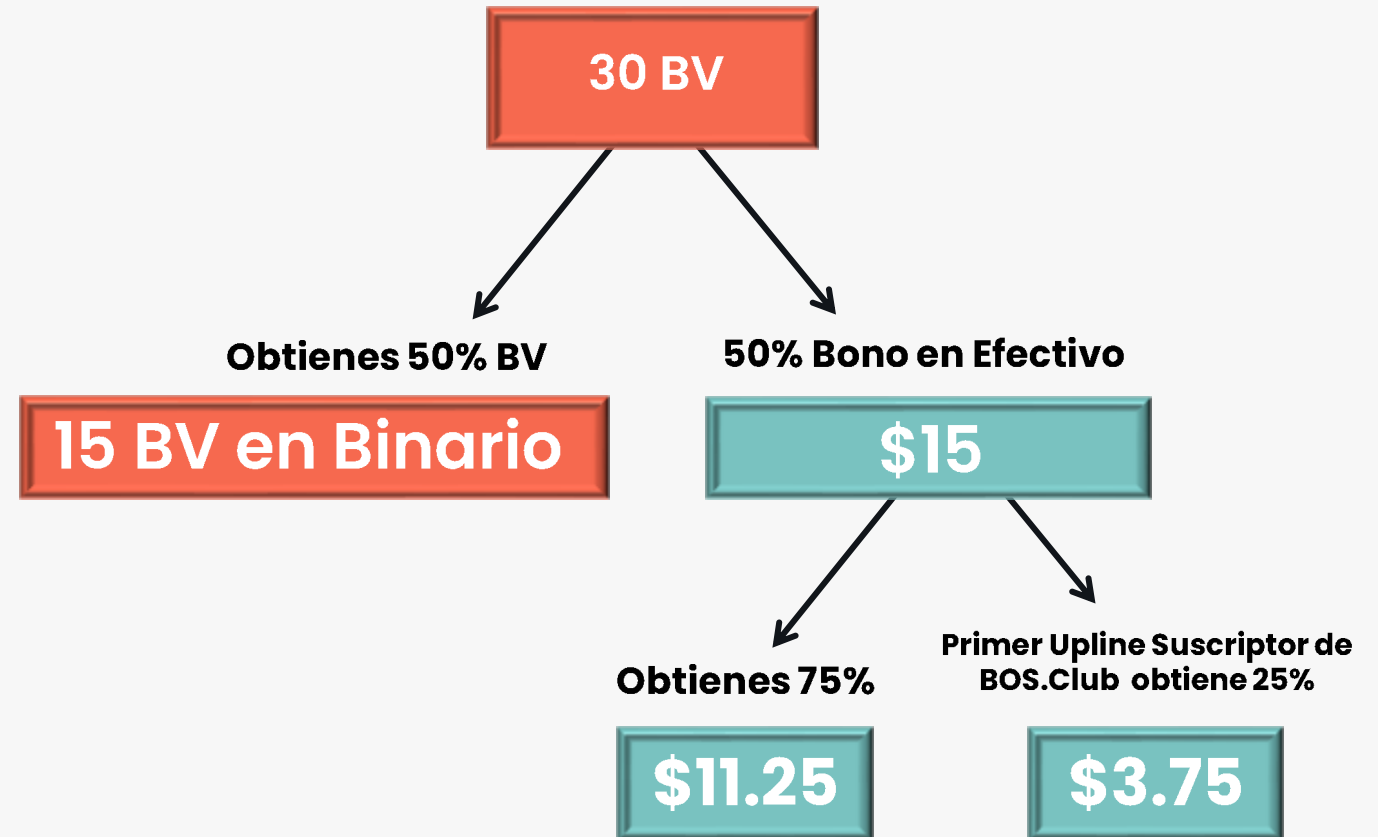 30 BV
Obtienes 50% BV
50% Bono en Efectivo
15 BV en Binario
$15
Obtienes 75%
Primer Upline Suscriptor de
BOS.Club obtiene 25%
$11.25
$3.75